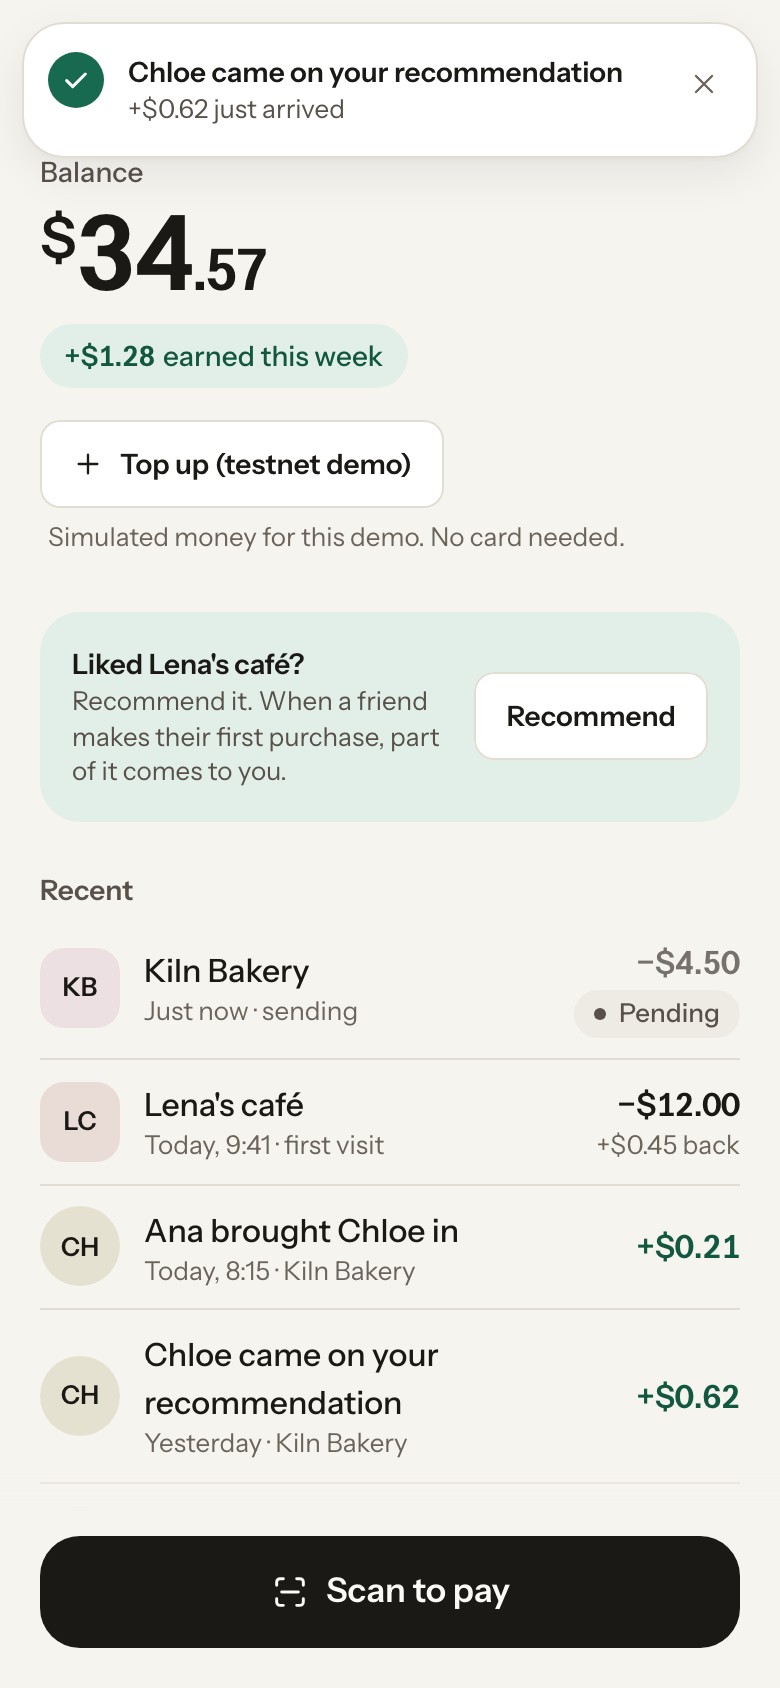 Chloe came on your recommendation
+$0.62 just arrived
Balance
$34.57
+$1.28 earned this week
Top up (testnet demo)
Simulated money for this demo. No card needed.
Liked Lena's café?
Recommend it. When a friend
makes their first purchase, part
of it comes to you.
Recommend
Recent
KB
Kiln Bakery
Just now · sending
−$4.50
Pending
LC
Lena's café
Today, 9:41 · first visit
−$12.00
+$0.45 back
CH
Ana brought Chloe in
Today, 8:15 · Kiln Bakery
+$0.21
CH
Chloe came on your
recommendation
Yesterday · Kiln Bakery
+$0.62
Scan to pay